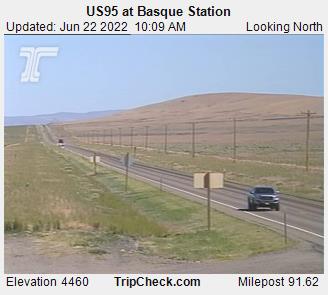 US95 at Basque Station
Updated: Jun 22 2022 10:09 AM Looking North
Elevation 4460 TripCheck.com Milepost 91.62